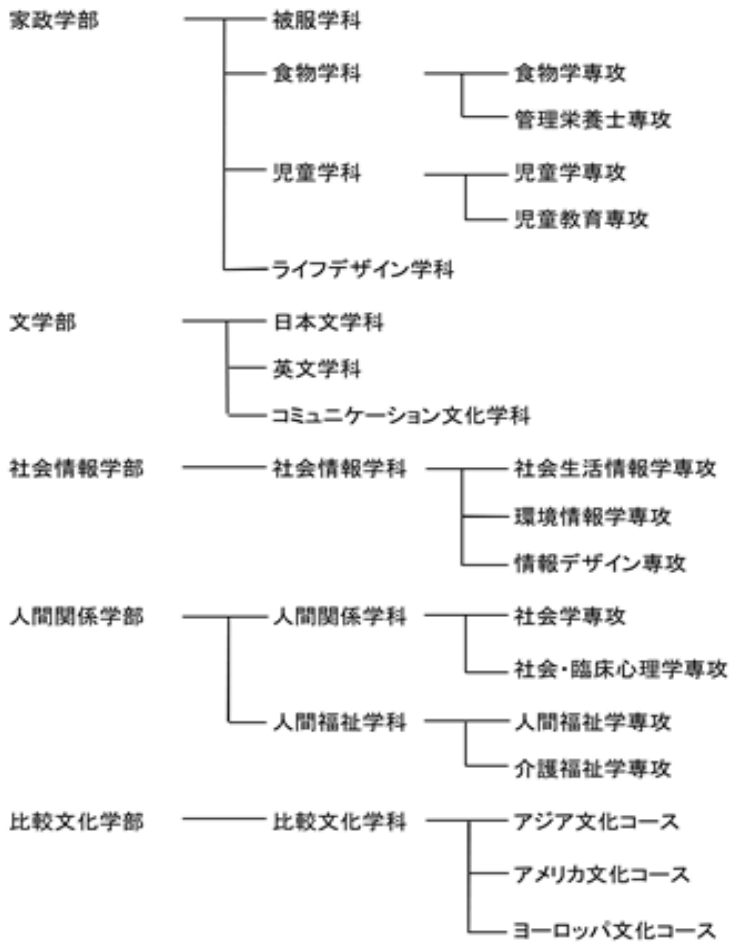 家政学部 被服学科
食物学科 食物学専攻
管理栄養士専攻
児童学科 児童学専攻
児童教育専攻
ライフデザイン学科
文学部 日本文学科
英文学科
コミュニケーション文化学科
社会情報学部 社会情報学科 社会生活情報学専攻
環境情報学専攻
情報デザイン専攻
人間関係学部 人間関係学科 社会学専攻
社会・臨床心理学専攻
人間福祉学科 人間福祉学専攻
介護福祉学専攻
比較文化学部 比較文化学科 アジア文化コース
アメリカ文化コース
ヨーロッパ文化コース